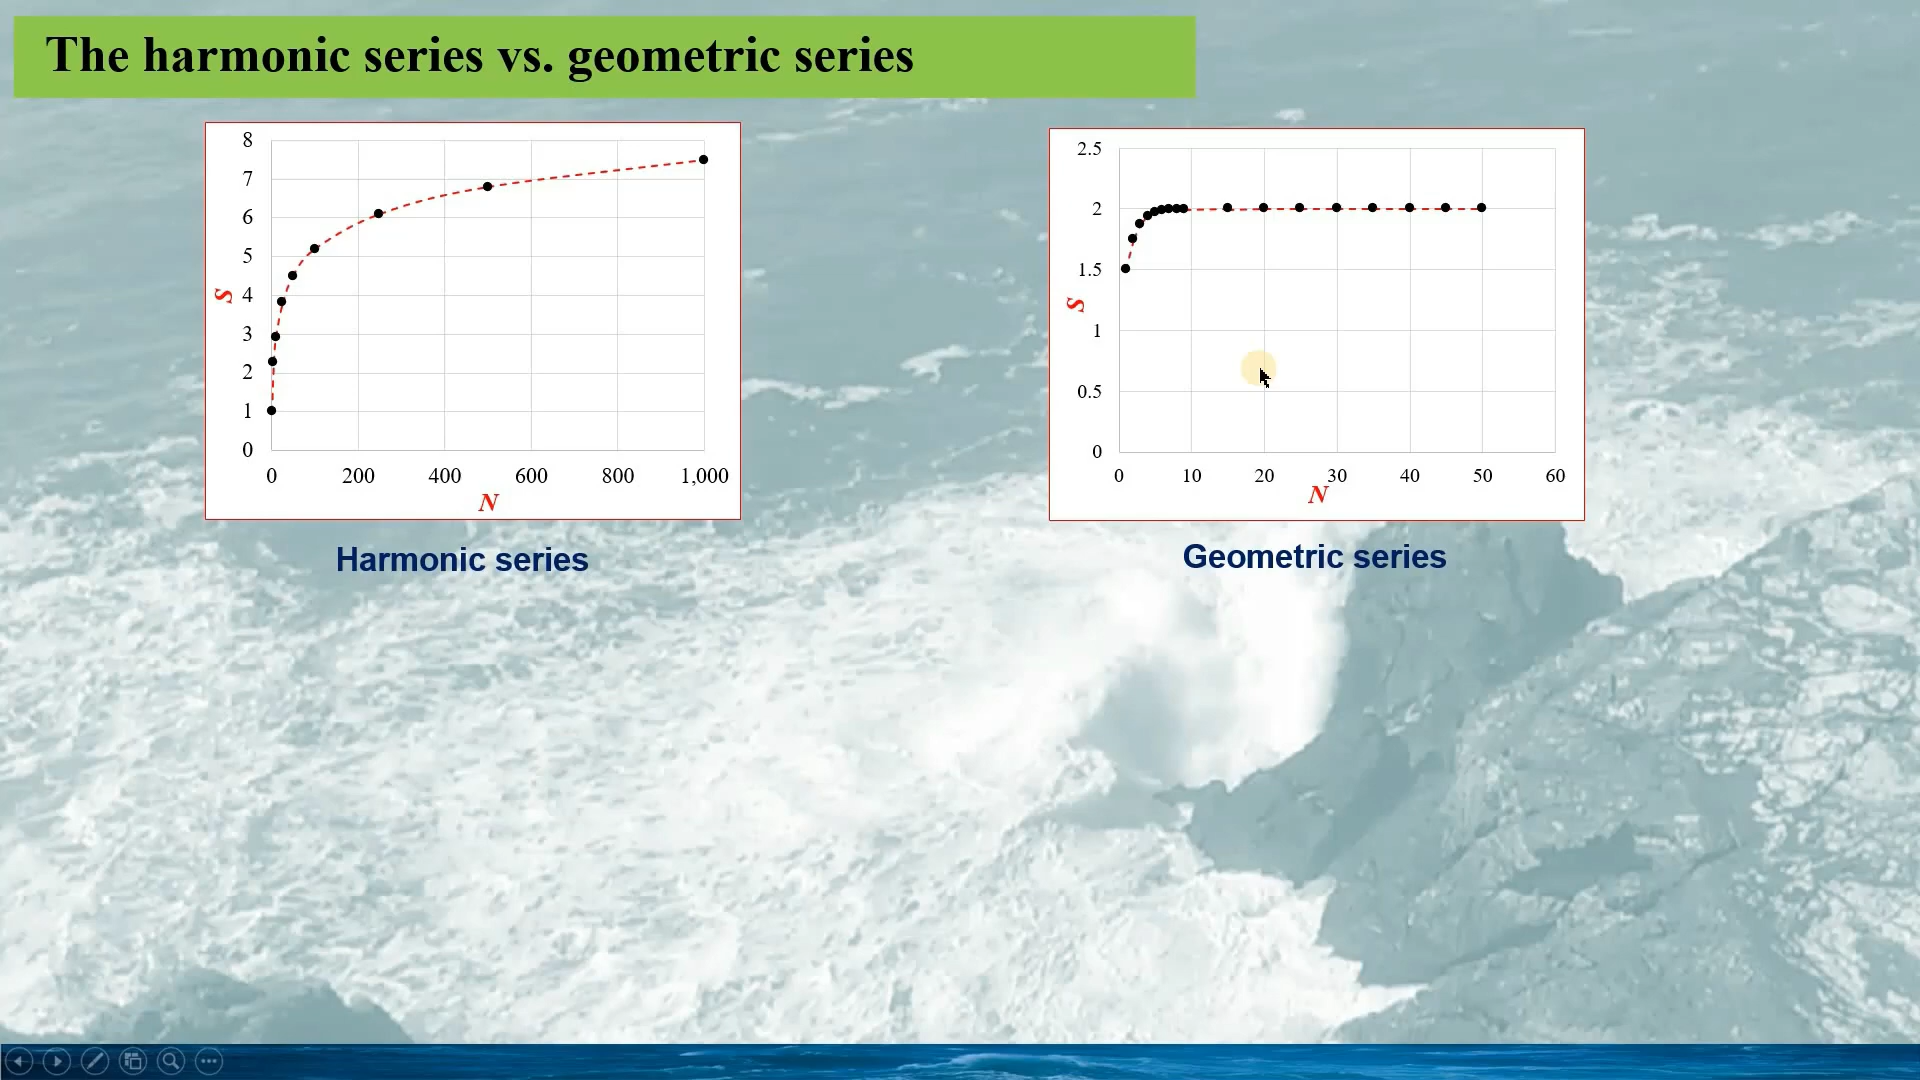 The harmonic series vs. geometric series
8
7
6
5
4
3
2
1
0
S
0 200 400 600 800 1,000
N
Harmonic series
2.5
2
1.5
1
0.5
0
S
0 10 20 30 40 50 60
N
Geometric series